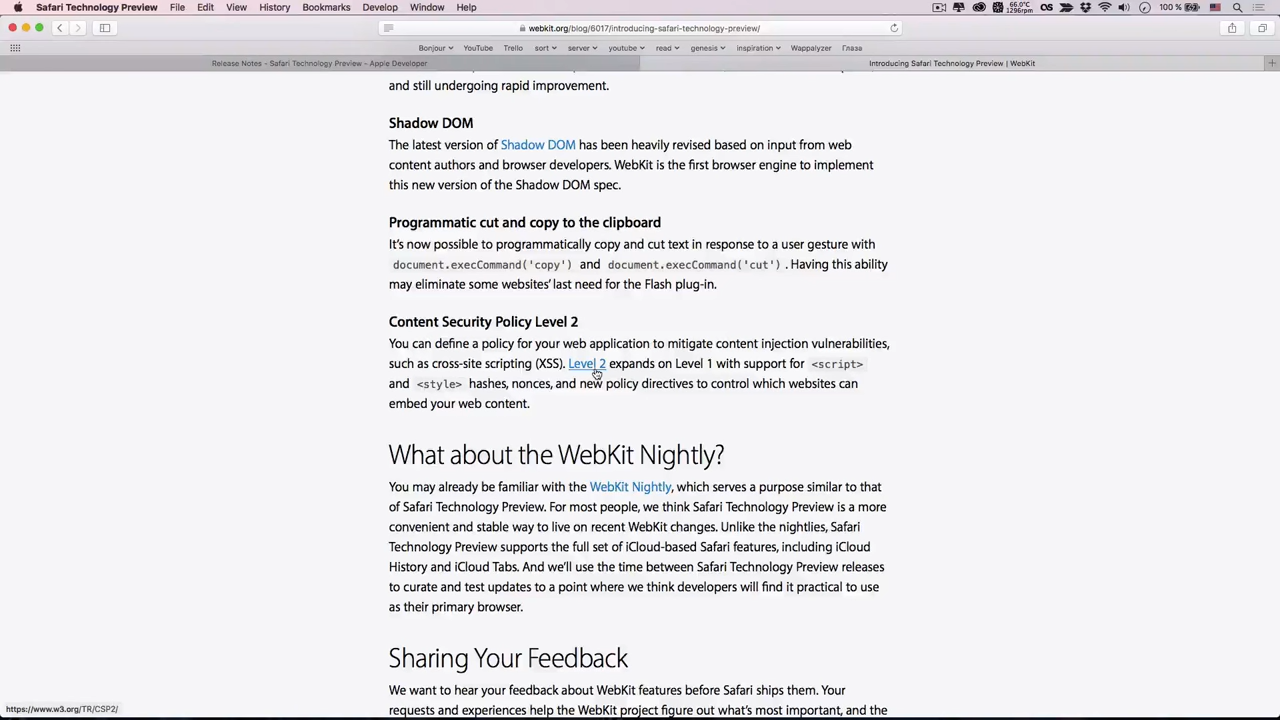 Safari Technology Preview File Edit View History Bookmarks Develop Window Help
66.0°C
1296rpm
100 %
webkit.org/blog/6017/introducing-safari-technology-preview/
Bonjour YouTube Trello sort server youtube read genesis inspiration Wappalyzer Глаза
Release Notes - Safari Technology Preview - Apple Developer
Introducing Safari Technology Preview | WebKit
and still undergoing rapid improvement.
Shadow DOM
The latest version of Shadow DOM has been heavily revised based on input from web
content authors and browser developers. WebKit is the first browser engine to implement
this new version of the Shadow DOM spec.
Programmatic cut and copy to the clipboard
It’s now possible to programmatically copy and cut text in response to a user gesture with
document.execCommand('copy') and document.execCommand('cut') . Having this ability
may eliminate some websites’ last need for the Flash plug-in.
Content Security Policy Level 2
You can define a policy for your web application to mitigate content injection vulnerabilities,
such as cross-site scripting (XSS). Level 2 expands on Level 1 with support for <script>
and <style> hashes, nonces, and new policy directives to control which websites can
embed your web content.
What about the WebKit Nightly?
You may already be familiar with the WebKit Nightly, which serves a purpose similar to that
of Safari Technology Preview. For most people, we think Safari Technology Preview is a more
convenient and stable way to live on recent WebKit changes. Unlike the nightlies, Safari
Technology Preview supports the full set of iCloud-based Safari features, including iCloud
History and iCloud Tabs. And we’ll use the time between Safari Technology Preview releases
to curate and test updates to a point where we think developers will find it practical to use
as their primary browser.
Sharing Your Feedback
We want to hear your feedback about WebKit features before Safari ships them. Your
requests and experiences help the WebKit project figure out what’s most important, and the
https://www.w3.org/TR/CSP2/